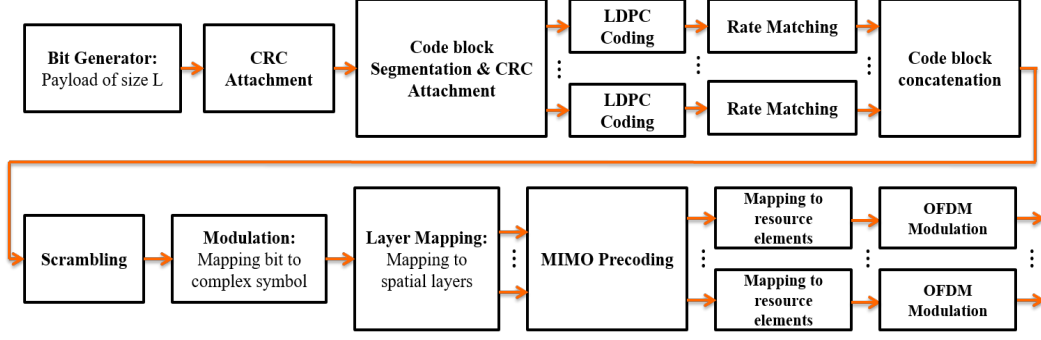 Bit Generator:
Payload of size L
CRC
Attachment
Code block
Segmentation & CRC
Attachment
LDPC
Coding
Rate Matching
LDPC
Coding
Rate Matching
Code block
concatenation
Scrambling
Modulation:
Mapping bit to
complex symbol
Layer Mapping:
Mapping to
spatial layers
MIMO Precoding
Mapping to
resource
elements
OFDM
Modulation
Mapping to
resource
elements
OFDM
Modulation